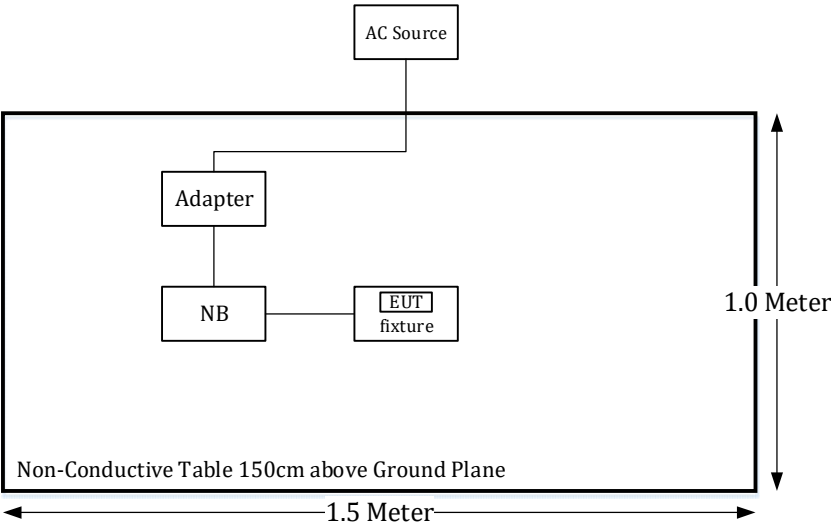 AC Source
Adapter
NB
EUT
fixture
1.0 Meter
Non-Conductive Table 150cm above Ground Plane
1.5 Meter